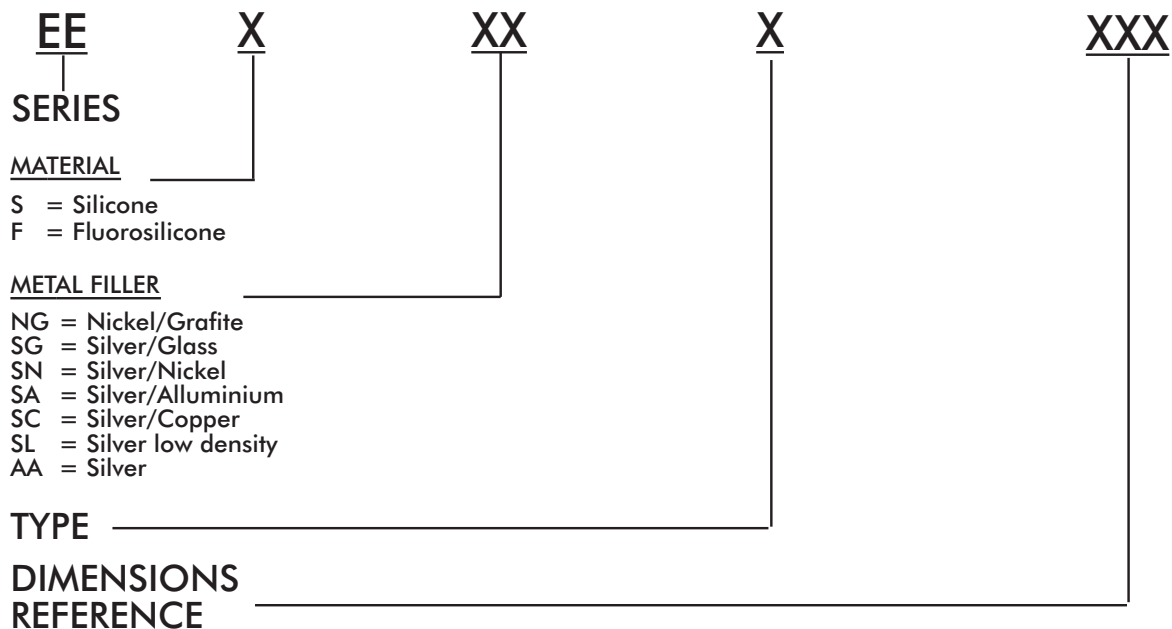 EE X XX X XXX
SERIES
MATERIAL
S = Silicone
F = Fluorosilicone
METAL FILLER
NG = Nickel/Grafite
SG = Silver/Glass
SN = Silver/Nickel
SA = Silver/Alluminium
SC = Silver/Copper
SL = Silver low density
AA = Silver
TYPE
DIMENSIONS
REFERENCE